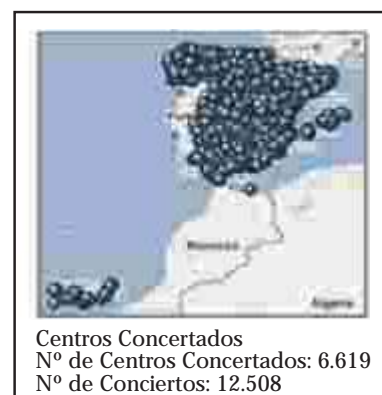 Centros Concertados
Nº de Centros Concertados: 6.619
Nº de Conciertos: 12.508